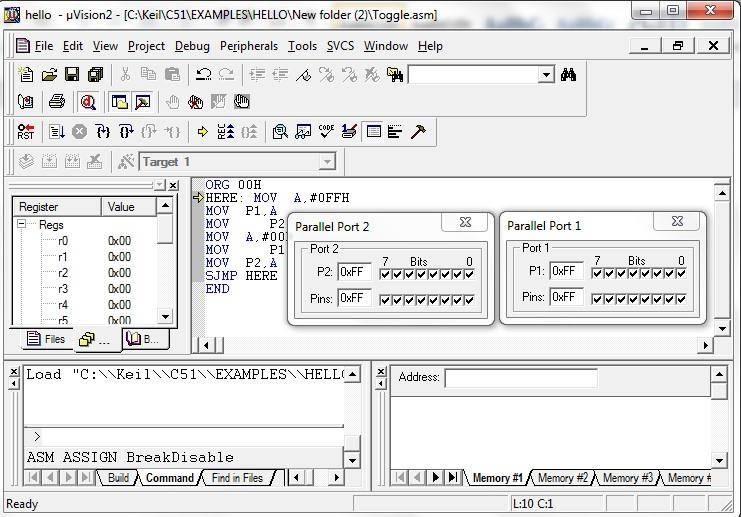 hello - µVision2 - [C:\Keil\C51\EXAMPLES\HELLO\New folder (2)\Toggle.asm]
File Edit View Project Debug Peripherals Tools SVCS Window Help
RST CODE
Target 1
Register Value
Regs
r0 0x00
r1 0x00
r2 0x00
r3 0x00
r4 0x00
r5 0x00
Files ... B...
ORG 00H
HERE: MOV A,#0FFH
MOV P1,A
MOV P2
MOV A,#00
MOV P1
MOV P2,A
SJMP HERE
END
Parallel Port 2
Port 2
7 Bits 0
P2: 0xFF
Pins: 0xFF
Parallel Port 1
Port 1
7 Bits 0
P1: 0xFF
Pins: 0xFF
Load "C:\\Keil\\C51\\EXAMPLES\\HELLO
>
ASM ASSIGN BreakDisable
Build Command Find in Files
Address:
Memory #1 Memory #2 Memory #3 Memory #
Ready L:10 C:1